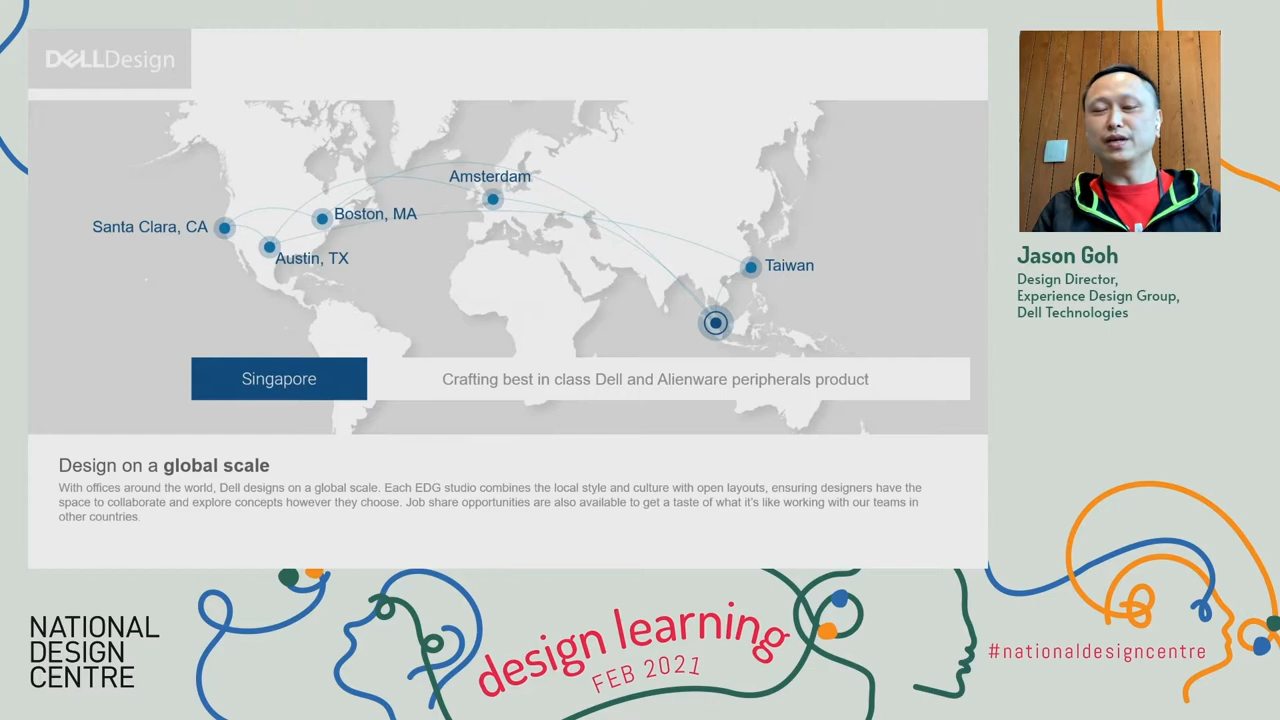 DELLDesign
Amsterdam
Boston, MA
Santa Clara, CA
Austin, TX
Taiwan
Singapore
Crafting best in class Dell and Alienware peripherals product
Design on a global scale
With offices around the world, Dell designs on a global scale. Each EDG studio combines the local style and culture with open layouts, ensuring designers have the
space to collaborate and explore concepts however they choose. Job share opportunities are also available to get a taste of what it's like working with our teams in
other countries.
Jason Goh
Design Director,
Experience Design Group,
Dell Technologies
NATIONAL
DESIGN
CENTRE
design learning
FEB 2021
#nationaldesigncentre